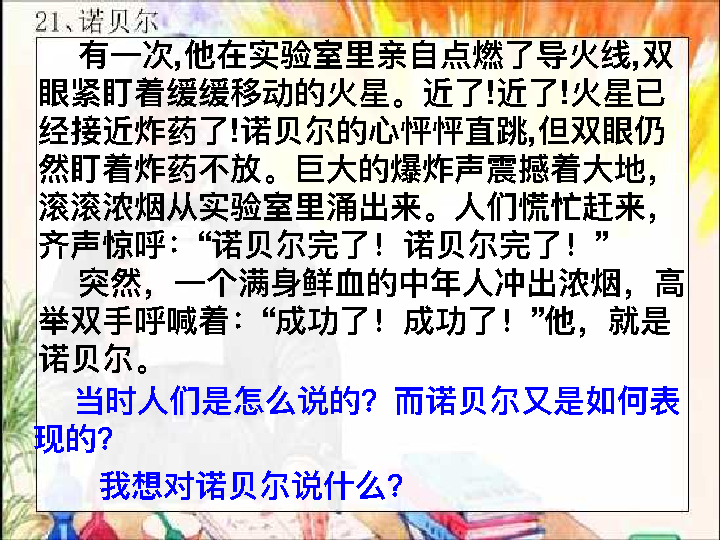 21、诺贝尔
有一次,他在实验室里亲自点燃了导火线,双
眼紧盯着缓缓移动的火星。近了!近了!火星已
经接近炸药了!诺贝尔的心怦怦直跳,但双眼仍
然盯着炸药不放。巨大的爆炸声震撼着大地，
滚滚浓烟从实验室里涌出来。人们慌忙赶来，
齐声惊呼：“诺贝尔完了！诺贝尔完了！”
突然，一个满身鲜血的中年人冲出浓烟，高
举双手呼喊着：“成功了！成功了！”他，就是
诺贝尔。
当时人们是怎么说的？而诺贝尔又是如何表
现的？
我想对诺贝尔说什么？